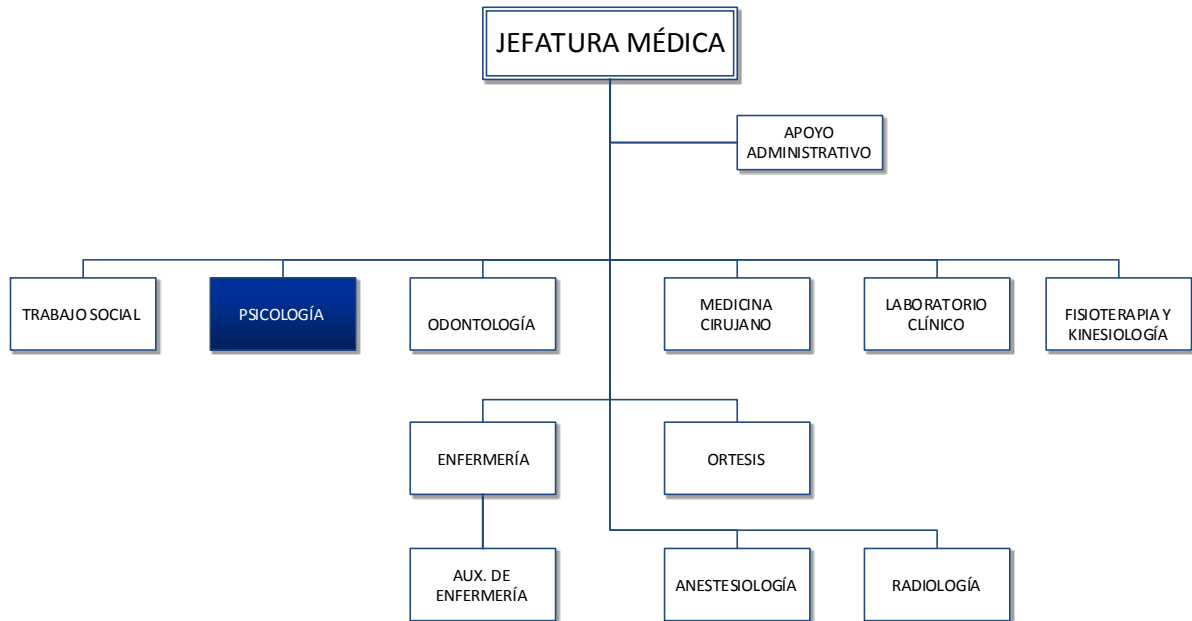 JEFATURA MÉDICA
APOYO
ADMINISTRATIVO
TRABAJO SOCIAL
PSICOLOGÍA
ODONTOLOGÍA
MEDICINA
CIRUJANO
LABORATORIO
CLÍNICO
FISIOTERAPIA Y
KINESIOLOGÍA
ENFERMERÍA
ORTESIS
AUX. DE
ENFERMERÍA
ANESTESIOLOGÍA
RADIOLOGÍA